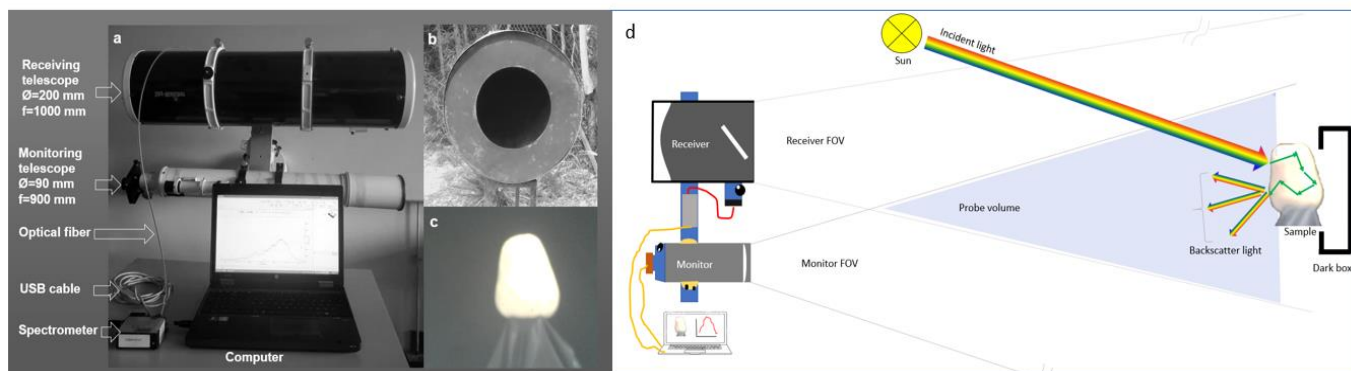 a
Receiving
telescope
Ø=200 mm
f=1000 mm
Monitoring
telescope
Ø=90 mm
f=900 mm
Optical fiber
USB cable
Spectrometer
Computer
b
c
d
Sun
Incident light
Receiver
Receiver FOV
Probe volume
Backscatter light
Sample
Dark box
Monitor
Monitor FOV